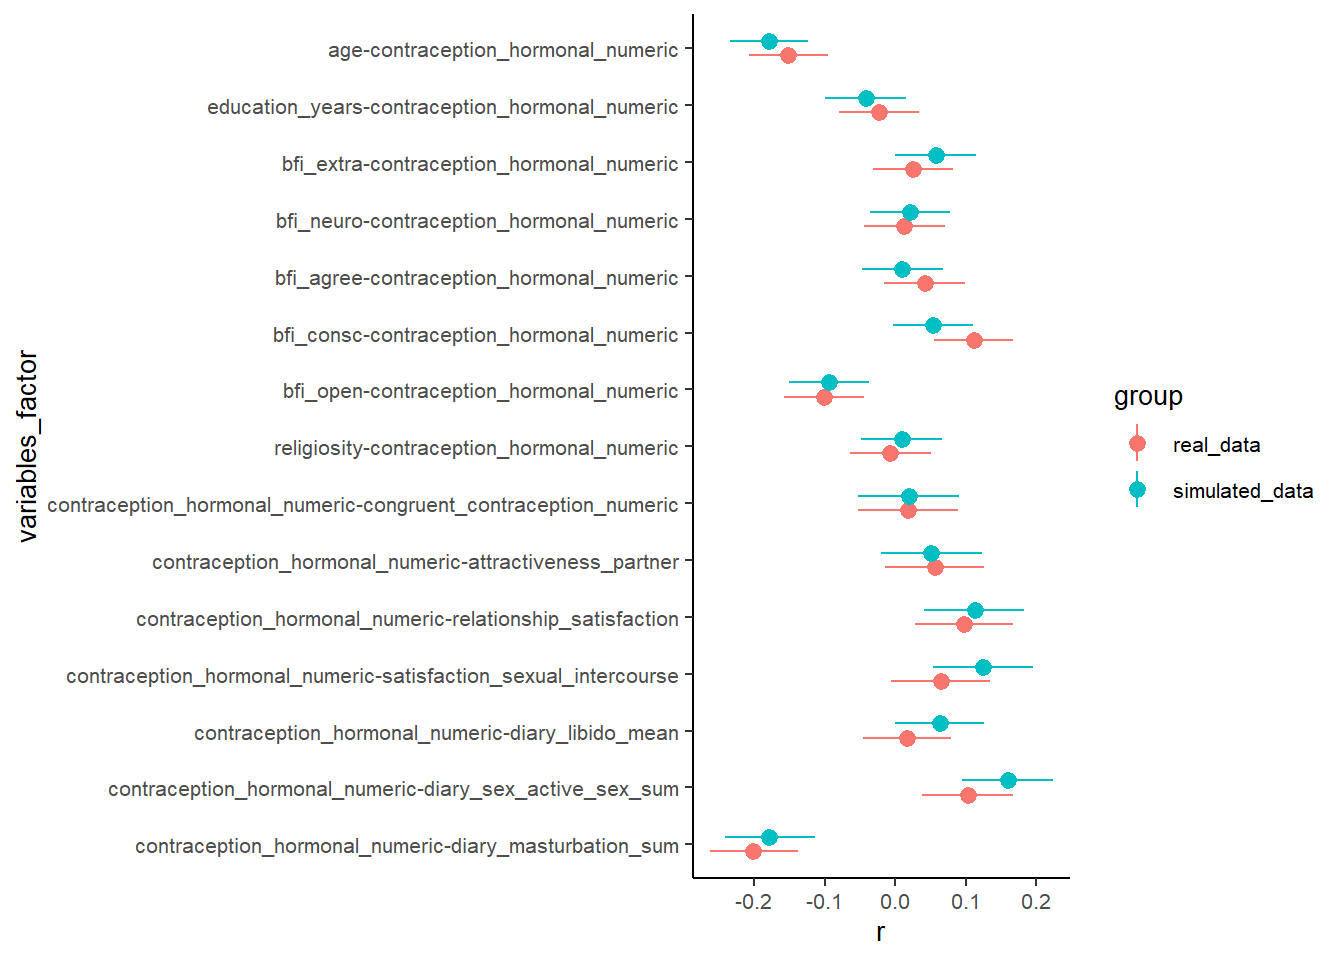 variables_factor
age-contraception_hormonal_numeric
education_years-contraception_hormonal_numeric
bfi_extra-contraception_hormonal_numeric
bfi_neuro-contraception_hormonal_numeric
bfi_agree-contraception_hormonal_numeric
bfi_consc-contraception_hormonal_numeric
bfi_open-contraception_hormonal_numeric
religiosity-contraception_hormonal_numeric
contraception_hormonal_numeric-congruent_contraception_numeric
contraception_hormonal_numeric-attractiveness_partner
contraception_hormonal_numeric-relationship_satisfaction
contraception_hormonal_numeric-satisfaction_sexual_intercourse
contraception_hormonal_numeric-diary_libido_mean
contraception_hormonal_numeric-diary_sex_active_sex_sum
contraception_hormonal_numeric-diary_masturbation_sum
-0.2 -0.1 0.0 0.1 0.2
r
group
real_data
simulated_data